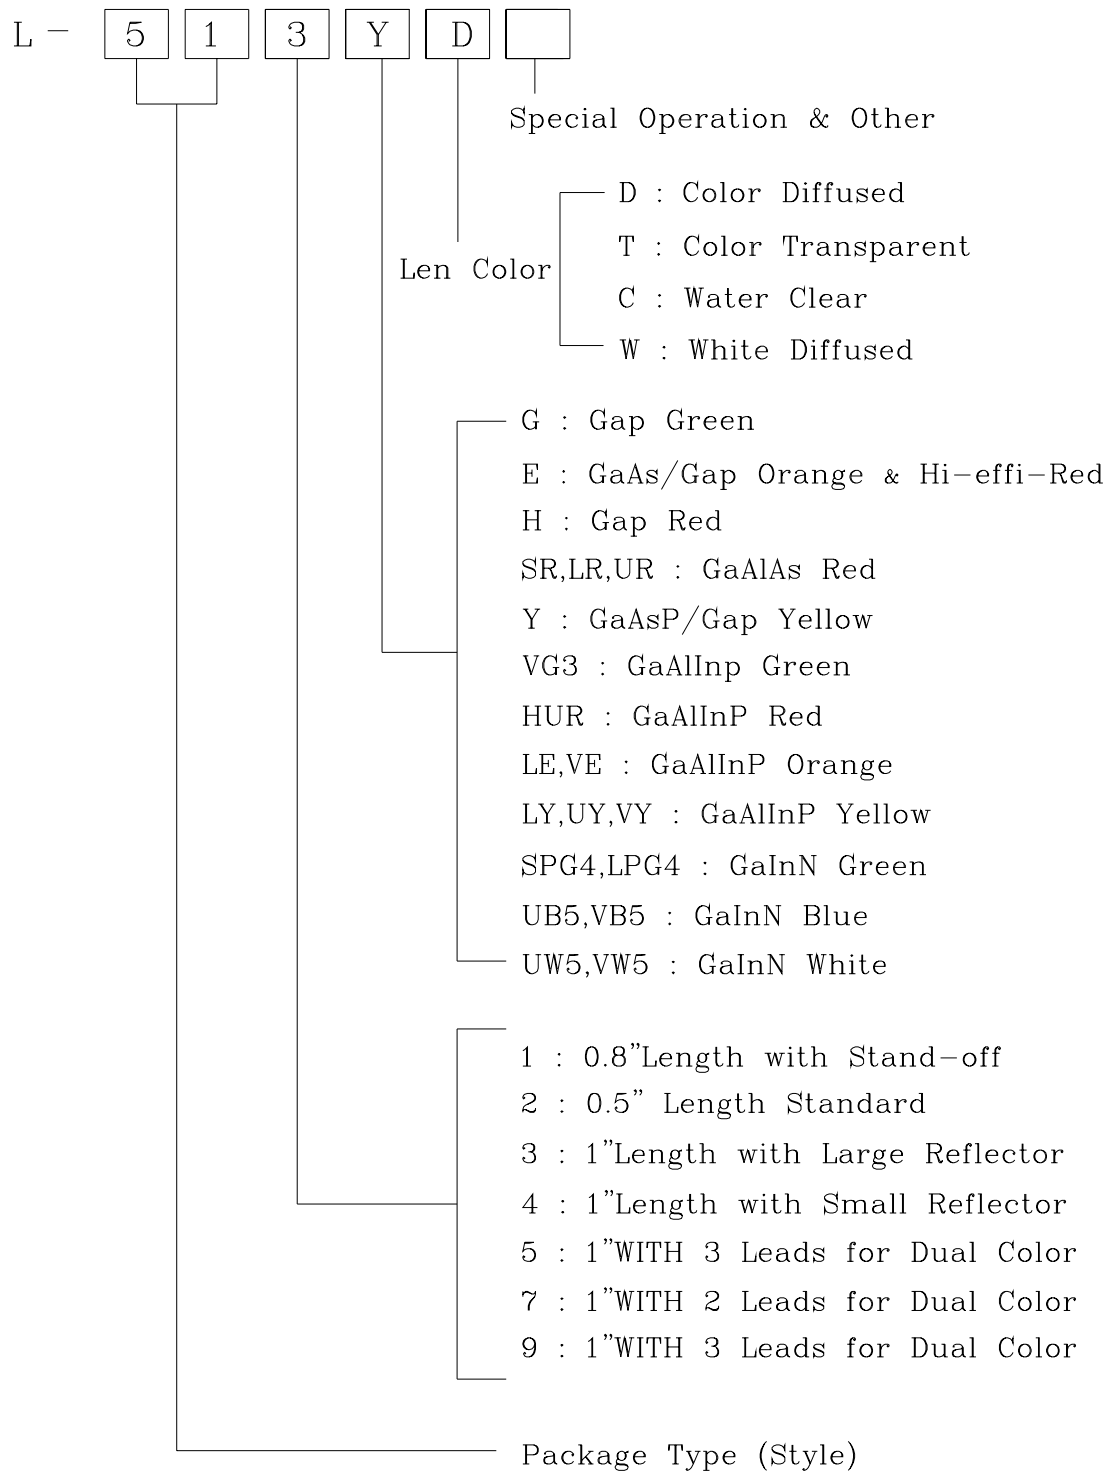 L- 5 1 3 Y D
Special Operation & Other
D : Color Diffused
T : Color Transparent
Len Color
C : Water Clear
W : White Diffused
G : Gap Green
E : GaAs/Gap Orange & Hi-effi-Red
H : Gap Red
SR,LR,UR : GaAlAs Red
Y : GaAsP/Gap Yellow
VG3 : GaAlInp Green
HUR : GaAlInP Red
LE,VE : GaAlInP Orange
LY,UY,VY : GaAlInP Yellow
SPG4,LPG4 : GaInN Green
UB5,VB5 : GaInN Blue
UW5,VW5 : GaInN White
1 : 0.8”Length with Stand-off
2 : 0.5” Length Standard
3 : 1”Length with Large Reflector
4 : 1”Length with Small Reflector
5 : 1”WITH 3 Leads for Dual Color
7 : 1”WITH 2 Leads for Dual Color
9 : 1”WITH 3 Leads for Dual Color
Package Type (Style)